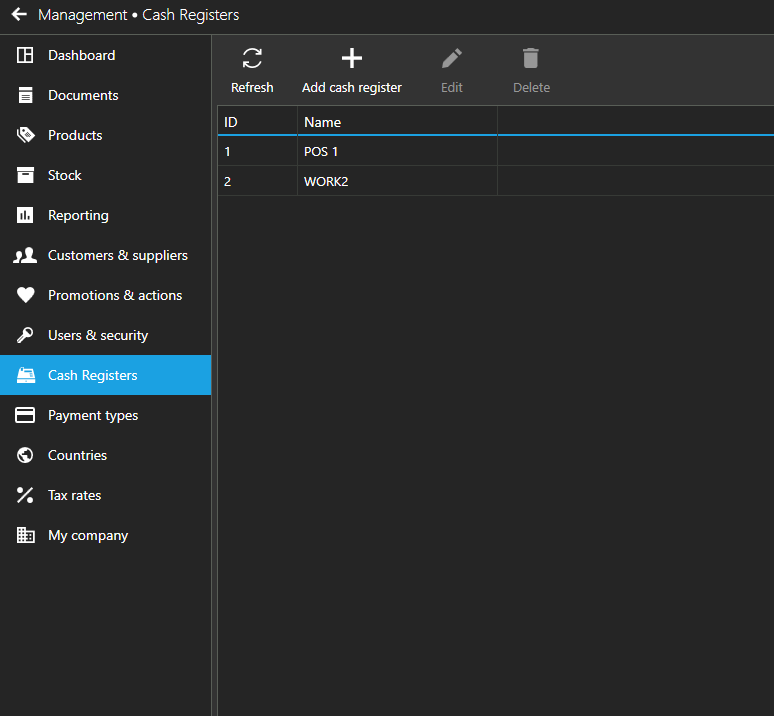 Management • Cash Registers
Dashboard
Documents
Products
Stock
Reporting
Customers & suppliers
Promotions & actions
Users & security
Cash Registers
Payment types
Countries
Tax rates
My company
Refresh Add cash register Edit Delete
ID Name
1 POS 1
2 WORK2